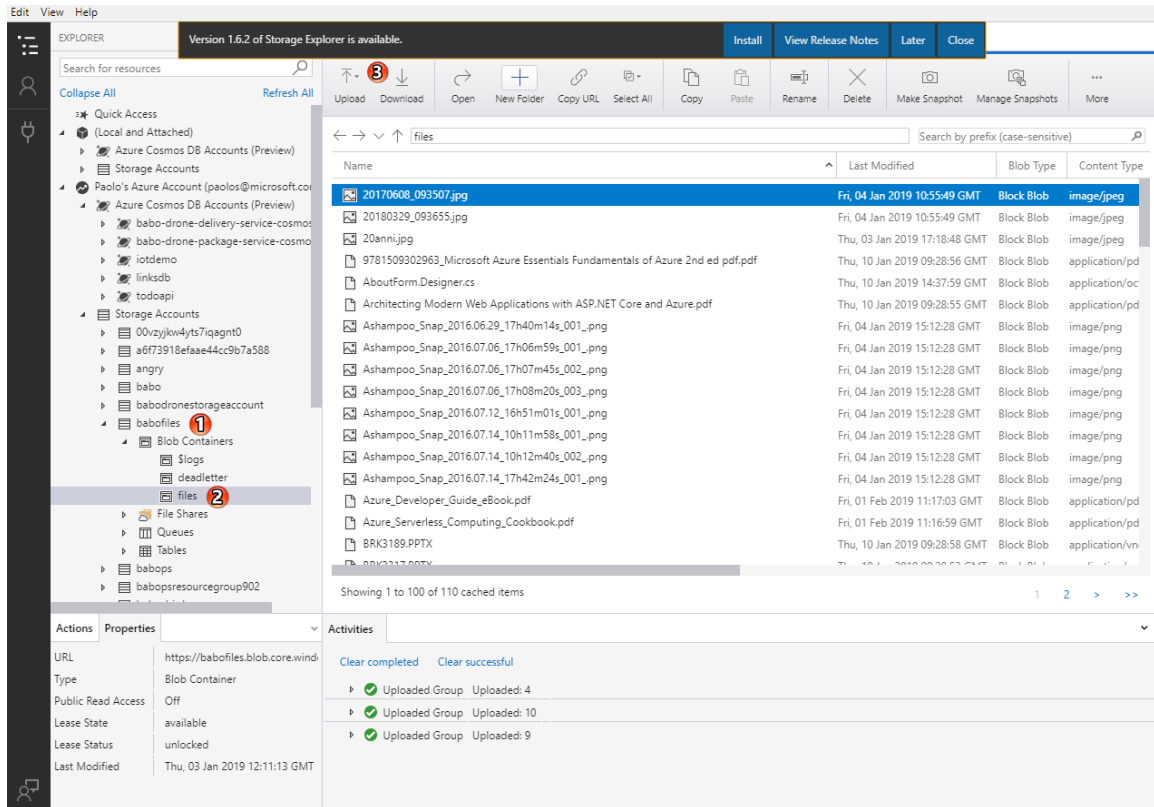 Edit View Help
EXPLORER
Version 1.6.2 of Storage Explorer is available.
Install
View Release Notes
Later
Close
Search for resources
Collapse All
Refresh All
Quick Access
(Local and Attached)
Azure Cosmos DB Accounts (Preview)
Storage Accounts
Paolo's Azure Account (paolos@microsoft.co
Azure Cosmos DB Accounts (Preview)
babo-drone-delivery-service-cosmos
babo-drone-package-service-cosmo
iotdemo
linksdb
todoapi
Storage Accounts
00vzyjkw4yts7iqagnt0
a6f73918efaae44cc9b7a588
angry
babo
babodronestorageaccount
babofiles 1
Blob Containers
$logs
deadletter
files 2
File Shares
Queues
Tables
babops
babopsresourcegroup902
3
Upload Download Open New Folder Copy URL Select All Copy Paste Rename Delete Make Snapshot Manage Snapshots More
files
Search by prefix (case-sensitive)
Name Last Modified Blob Type Content Type
20170608_093507.jpg Fri, 04 Jan 2019 10:55:49 GMT Block Blob image/jpeg
20180329_093655.jpg Fri, 04 Jan 2019 10:55:49 GMT Block Blob image/jpeg
20anni.jpg Thu, 03 Jan 2019 17:18:48 GMT Block Blob image/jpeg
9781509302963_Microsoft Azure Essentials Fundamentals of Azure 2nd ed pdf.pdf Thu, 10 Jan 2019 09:28:56 GMT Block Blob application/pd
AboutForm.Designer.cs Thu, 10 Jan 2019 14:37:59 GMT Block Blob application/oc
Architecting Modern Web Applications with ASP.NET Core and Azure.pdf Thu, 10 Jan 2019 09:28:55 GMT Block Blob application/pd
Ashampoo_Snap_2016.06.29_17h40m14s_001_.png Fri, 04 Jan 2019 15:12:28 GMT Block Blob image/png
Ashampoo_Snap_2016.07.06_17h06m59s_001_.png Fri, 04 Jan 2019 15:12:28 GMT Block Blob image/png
Ashampoo_Snap_2016.07.06_17h07m45s_002_.png Fri, 04 Jan 2019 15:12:28 GMT Block Blob image/png
Ashampoo_Snap_2016.07.06_17h08m20s_003_.png Fri, 04 Jan 2019 15:12:28 GMT Block Blob image/png
Ashampoo_Snap_2016.07.12_16h51m01s_001_.png Fri, 04 Jan 2019 15:12:28 GMT Block Blob image/png
Ashampoo_Snap_2016.07.14_10h11m58s_001_.png Fri, 04 Jan 2019 15:12:28 GMT Block Blob image/png
Ashampoo_Snap_2016.07.14_10h12m40s_002_.png Fri, 04 Jan 2019 15:12:28 GMT Block Blob image/png
Ashampoo_Snap_2016.07.14_17h42m24s_001_.png Fri, 04 Jan 2019 15:12:28 GMT Block Blob image/png
Azure_Developer_Guide_eBook.pdf Fri, 01 Feb 2019 11:17:03 GMT Block Blob application/pd
Azure_Serverless_Computing_Cookbook.pdf Fri, 01 Feb 2019 11:16:59 GMT Block Blob application/pd
BRK3189.PPTX Thu, 10 Jan 2019 09:28:58 GMT Block Blob application/vn
Showing 1 to 100 of 110 cached items
1 2 > >>
Actions Properties
URL https://babofiles.blob.core.wind
Type Blob Container
Public Read Access Off
Lease State available
Lease Status unlocked
Last Modified Thu, 03 Jan 2019 12:11:13 GMT
Activities
Clear completed Clear successful
Uploaded Group Uploaded: 4
Uploaded Group Uploaded: 10
Uploaded Group Uploaded: 9